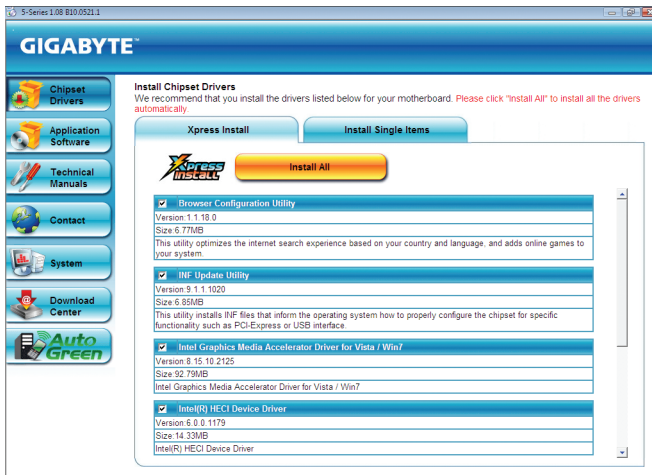 5-Series 1.08 B10.0521.1
GIGABYTE™
Chipset
Drivers
Application
Software
Technical
Manuals
Contact
System
Download
Center
Auto
Green
Install Chipset Drivers
We recommend that you install the drivers listed below for your motherboard. Please click "Install All" to install all the drivers
automatically.
Xpress Install
Install Single Items
Xpress
Install
Install All
Browser Configuration Utility
Version:1.1.18.0
Size:6.77MB
This utility optimizes the internet search experience based on your country and language, and adds online games to
your system.
INF Update Utility
Version:9.1.1.1020
Size:6.85MB
This utility installs INF files that inform the operating system how to properly configure the chipset for specific
functionality such as PCI-Express or USB interface.
Intel Graphics Media Accelerator Driver for Vista / Win7
Version:8.15.10.2125
Size:92.79MB
Intel Graphics Media Accelerator Driver for Vista / Win7
Intel(R) HECI Device Driver
Version:6.0.0.1179
Size:14.33MB
Intel(R) HECI Device Driver